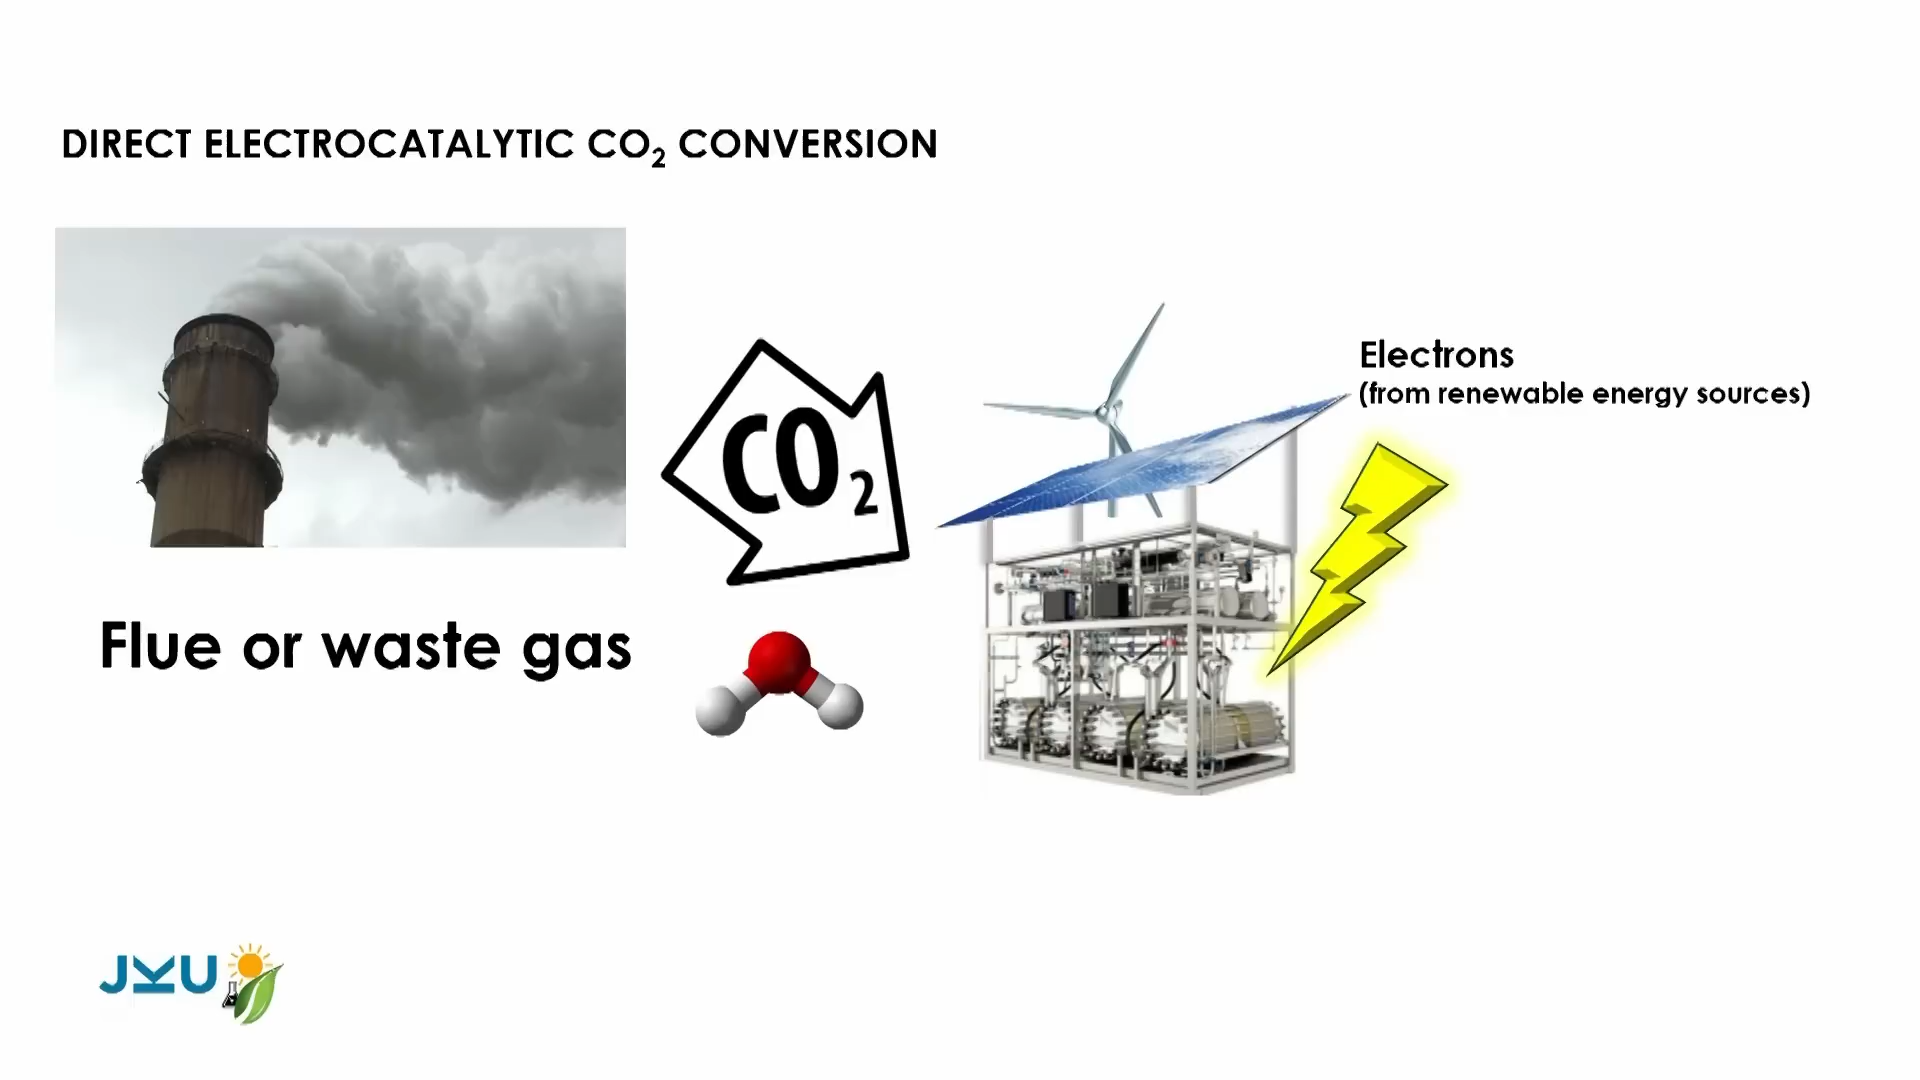 DIRECT ELECTROCATALYTIC CO₂ CONVERSION
CO₂
Electrons
(from renewable energy sources)
Flue or waste gas
JKU